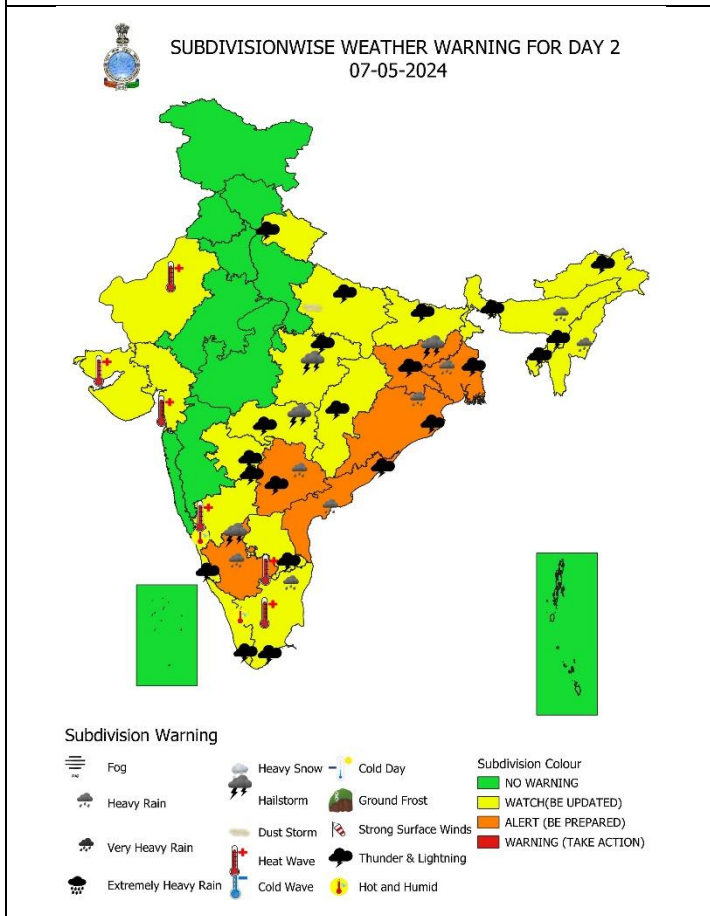 SUBDIVISIONWISE WEATHER WARNING FOR DAY 2
07-05-2024
Subdivision Warning
Fog
Heavy Rain
Very Heavy Rain
Extremely Heavy Rain
Heavy Snow
Hailstorm
Dust Storm
Heat Wave
Cold Wave
Cold Day
Ground Frost
Strong Surface Winds
Thunder & Lightning
Hot and Humid
Subdivision Colour
NO WARNING
WATCH(BE UPDATED)
ALERT (BE PREPARED)
WARNING (TAKE ACTION)